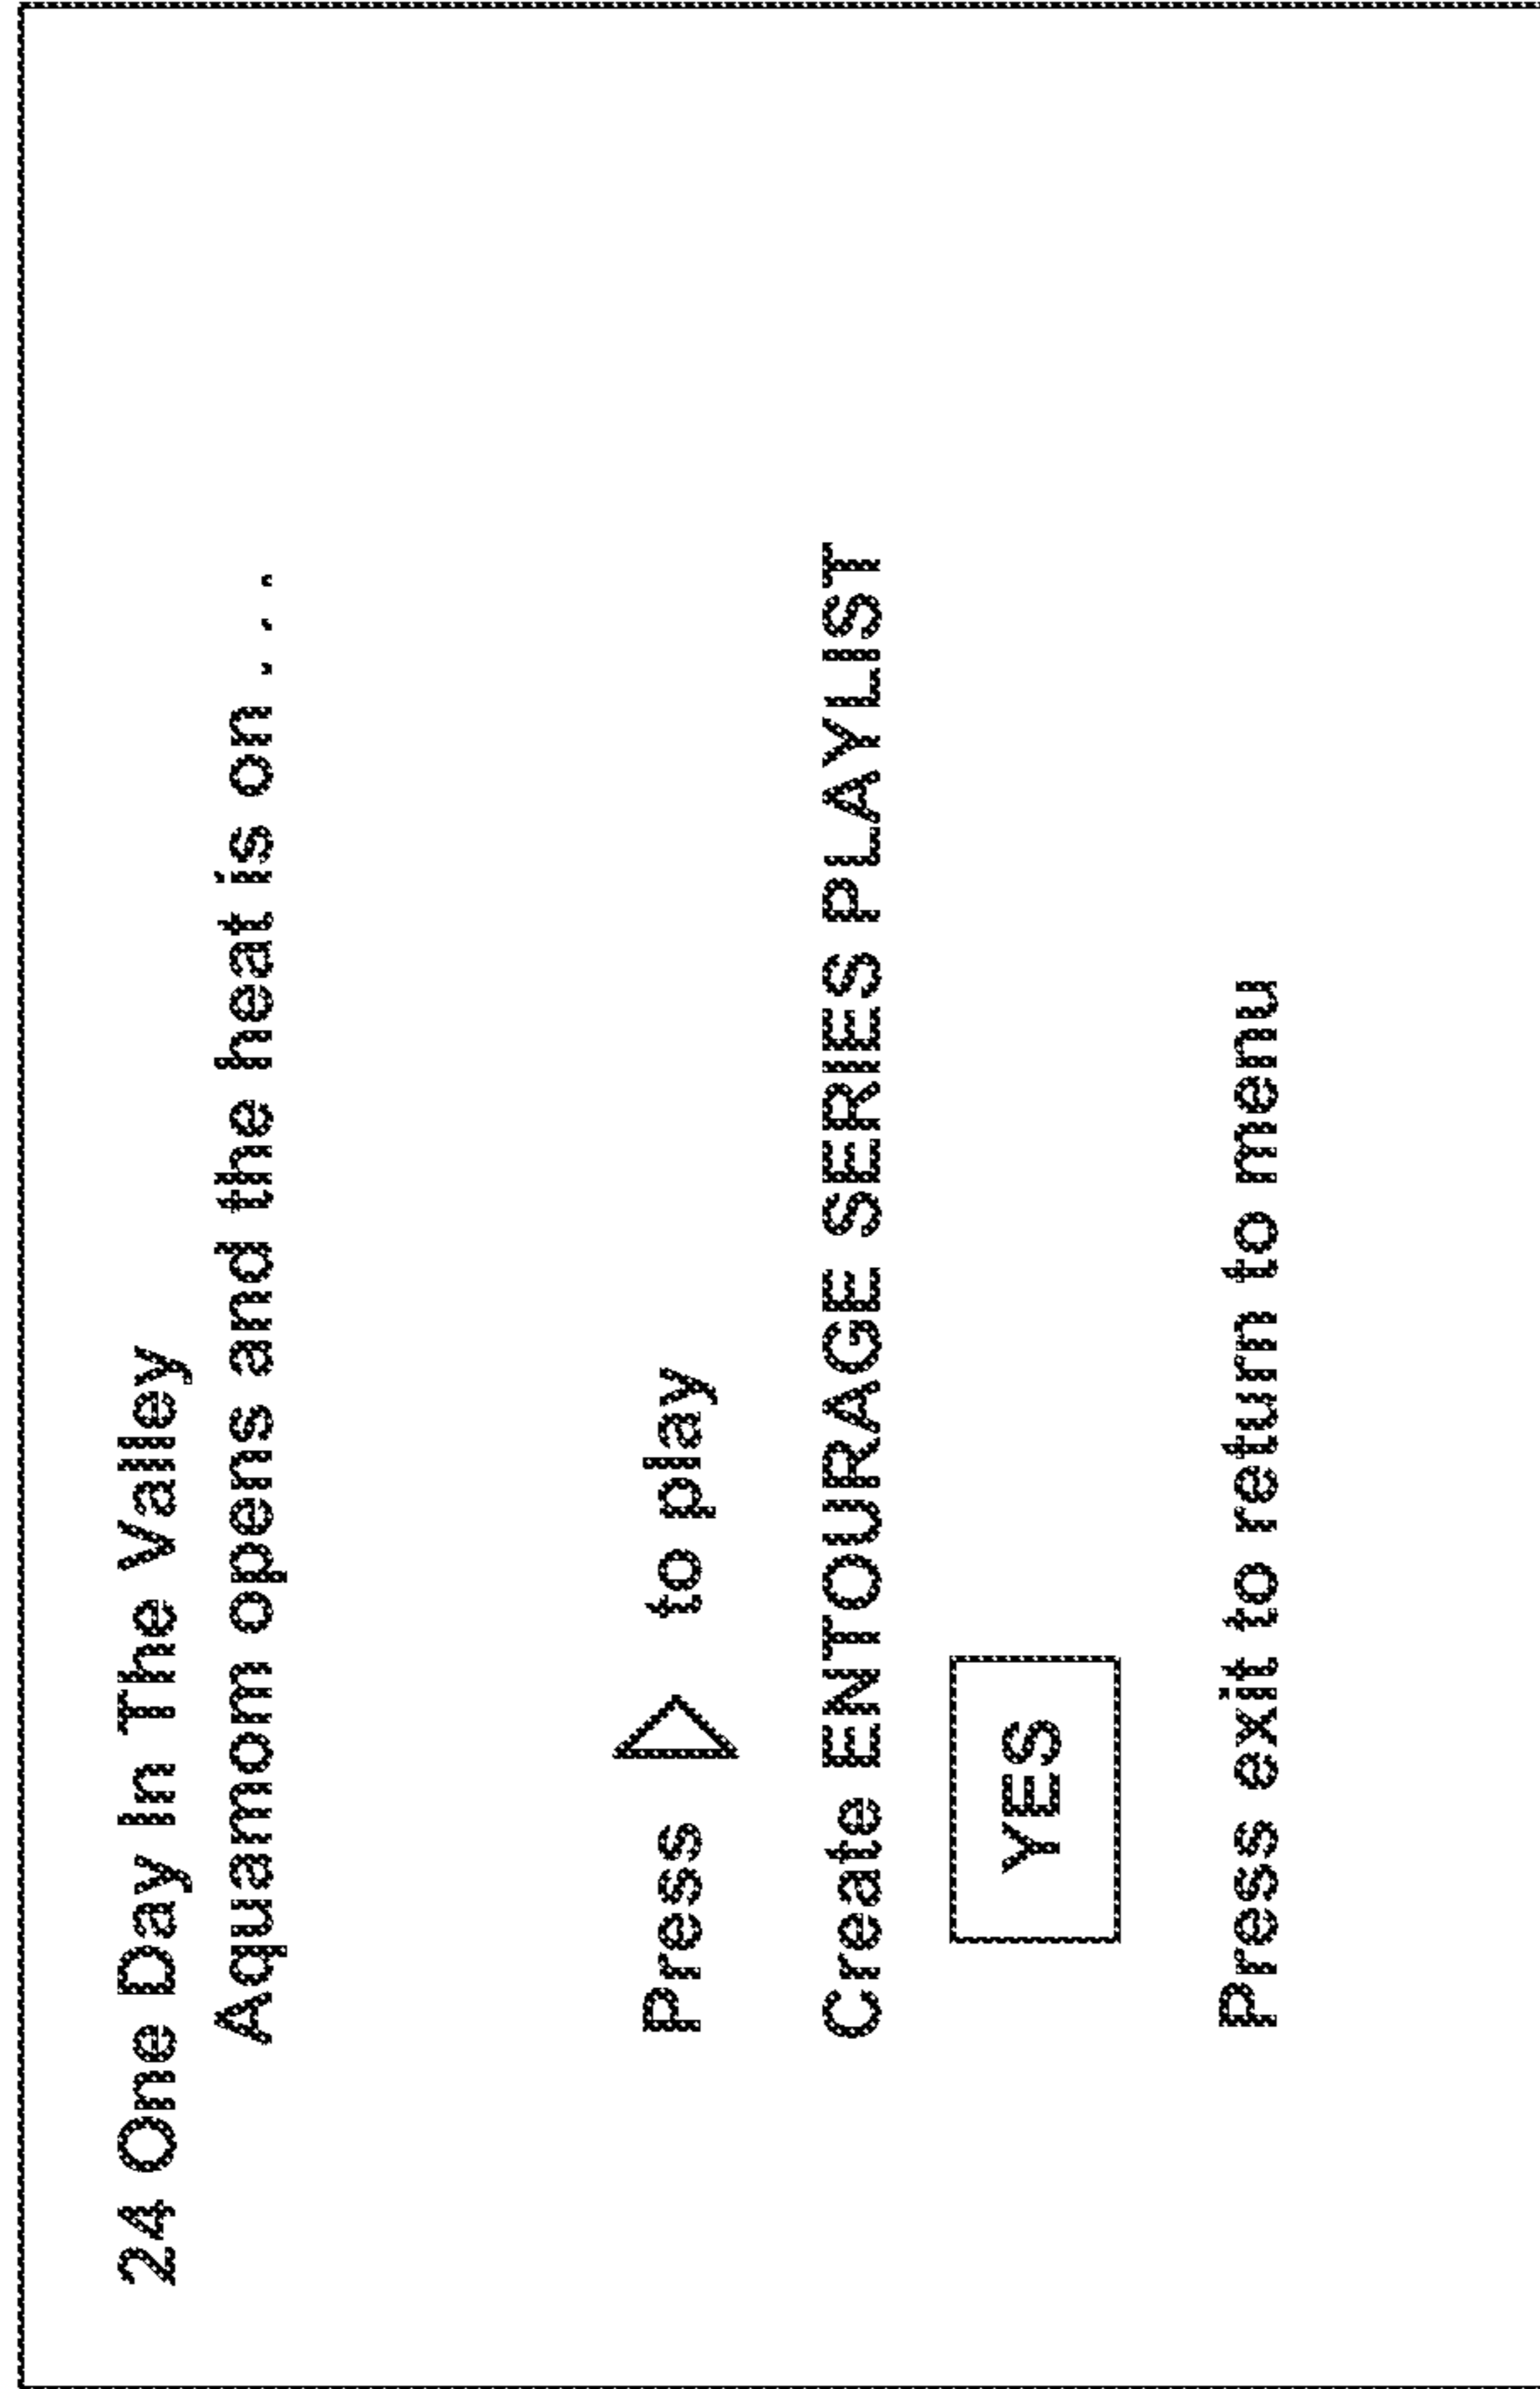 24 One Day In The Valley
Aquamom opens and the heat is on . . .
Press ▷ to play
Create ENTOURAGE SERIES PLAYLIST
YES
Press exit to return to menu